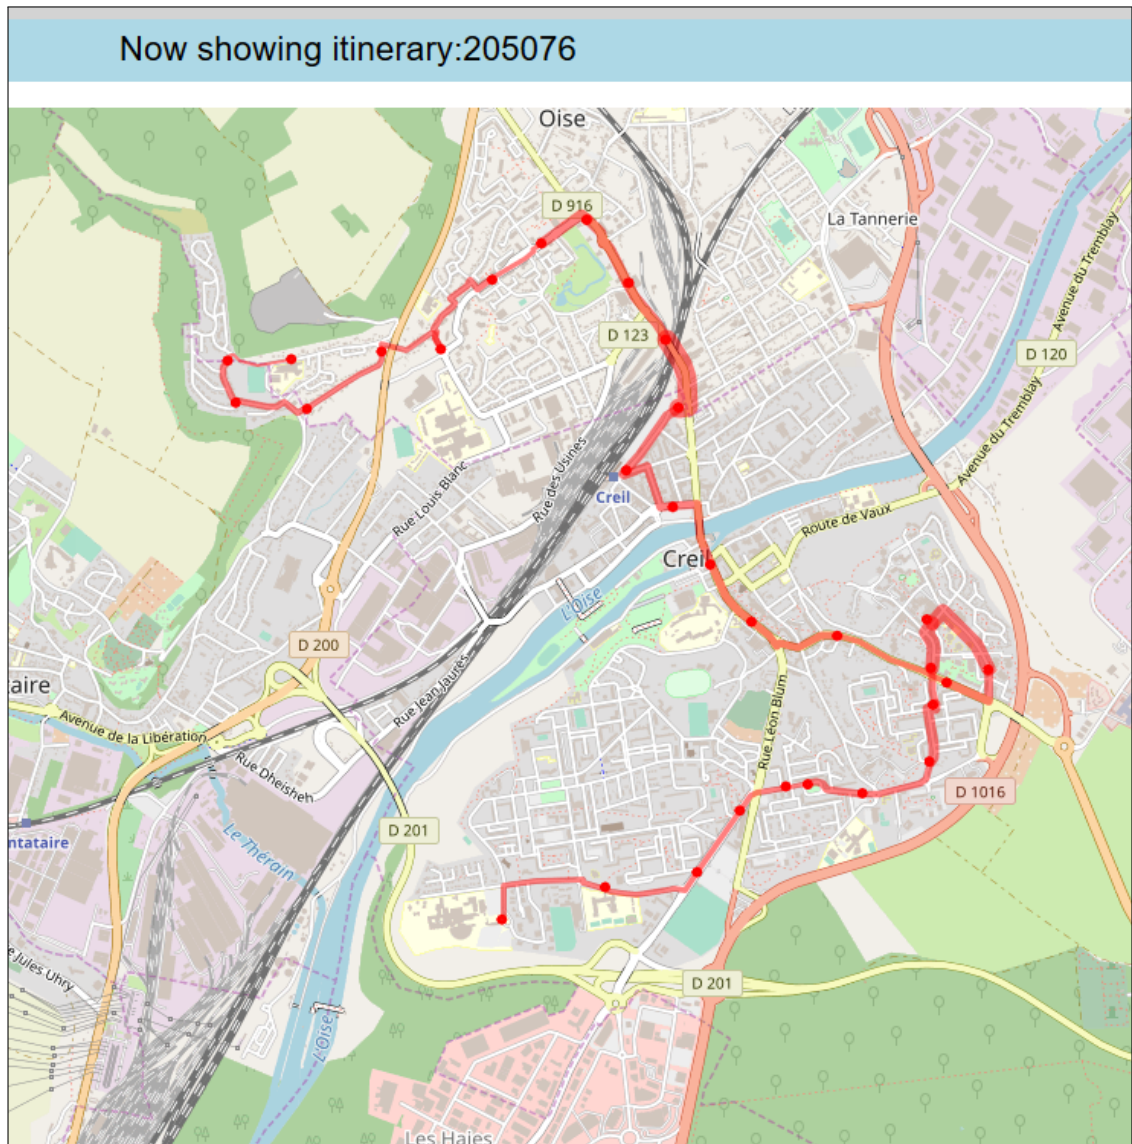 Now showing itinerary:205076
Oise
D 916
La Tannerie
Avenue du Tremblay
D 123
D 120
Avenue du Tremblay
Rue Louis Blanc
Rue des Usines
Creil
Route de Vaux
Creil
L'Oise
D 200
taire
Rue Jean Jaurès
Avenue de la Libération
Rue Léon Blum
Rue Dheisheh
D 1016
D 201
Le Thérain
ntataire
e Jules Uhry
D 201
L'Oise
Les Haies